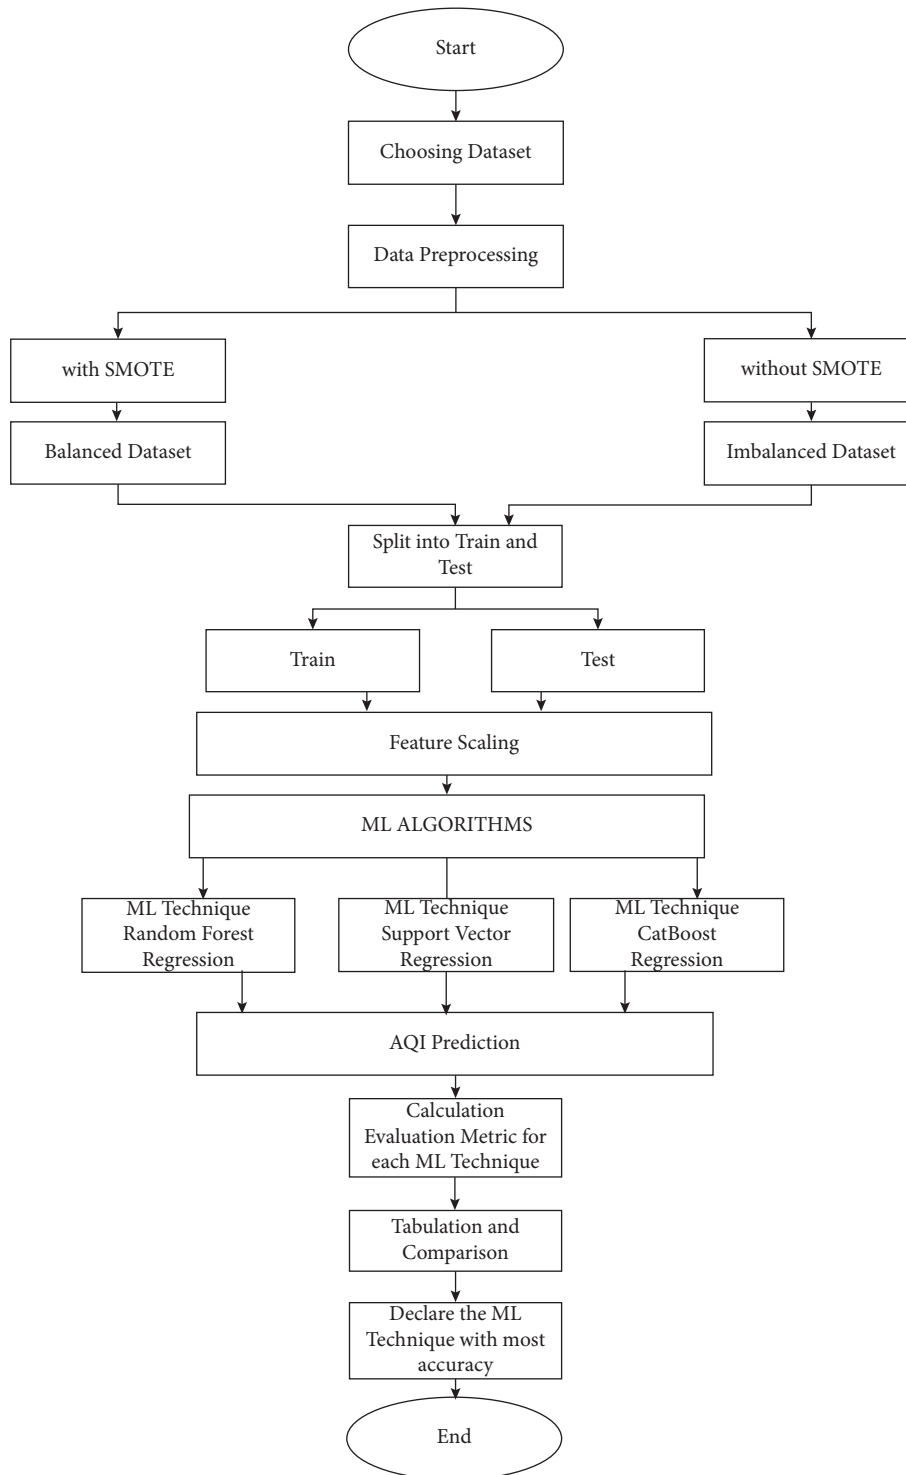 Start
Choosing Dataset
Data Preprocessing
with SMOTE
without SMOTE
Balanced Dataset
Imbalanced Dataset
Split into Train and
Test
Train
Test
Feature Scaling
ML ALGORITHMS
ML Technique
Random Forest
Regression
ML Technique
Support Vector
Regression
ML Technique
CatBoost
Regression
AQI Prediction
Calculation
Evaluation Metric for
each ML Technique
Tabulation and
Comparison
Declare the ML
Technique with most
accuracy
End